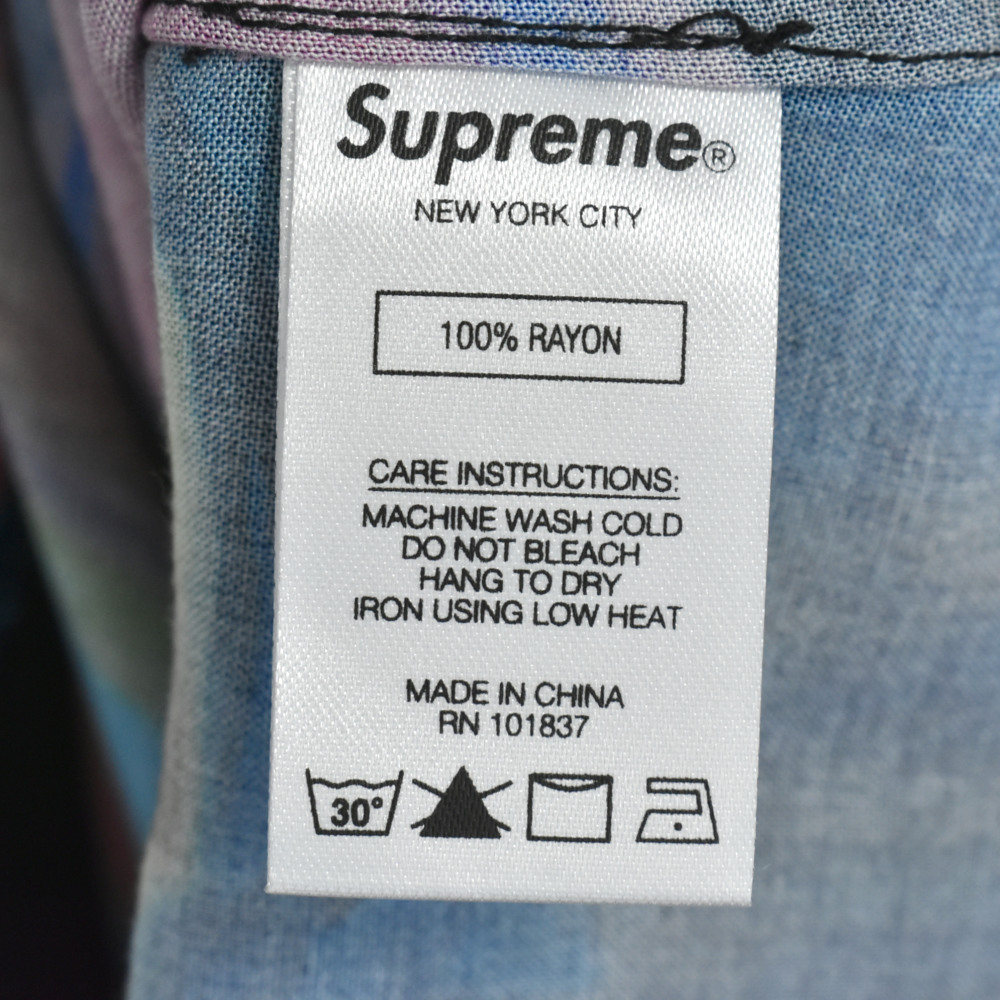 Supreme®
NEW YORK CITY
100% RAYON
CARE INSTRUCTIONS:
MACHINE WASH COLD
DO NOT BLEACH
HANG TO DRY
IRON USING LOW HEAT
MADE IN CHINA
RN 101837
30°